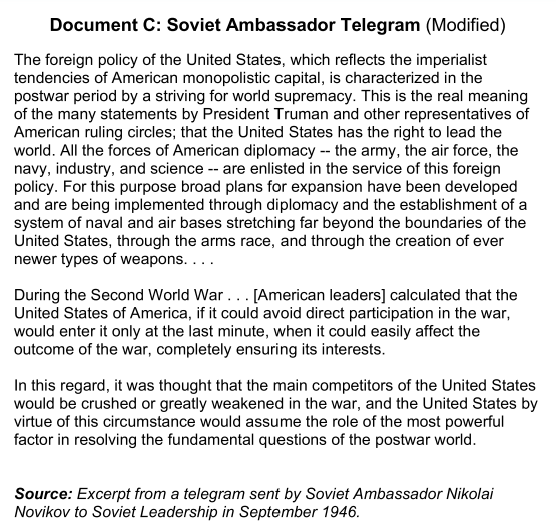 Document C: Soviet Ambassador Telegram (Modified)
The foreign policy of the United States, which reflects the imperialist
tendencies of American monopolistic capital, is characterized in the
postwar period by a striving for world supremacy. This is the real meaning
of the many statements by President Truman and other representatives of
American ruling circles; that the United States has the right to lead the
world. All the forces of American diplomacy -- the army, the air force, the
navy, industry, and science -- are enlisted in the service of this foreign
policy. For this purpose broad plans for expansion have been developed
and are being implemented through diplomacy and the establishment of a
system of naval and air bases stretching far beyond the boundaries of the
United States, through the arms race, and through the creation of ever
newer types of weapons. . . .
During the Second World War . . . [American leaders] calculated that the
United States of America, if it could avoid direct participation in the war,
would enter it only at the last minute, when it could easily affect the
outcome of the war, completely ensuring its interests.
In this regard, it was thought that the main competitors of the United States
would be crushed or greatly weakened in the war, and the United States by
virtue of this circumstance would assume the role of the most powerful
factor in resolving the fundamental questions of the postwar world.
Source: Excerpt from a telegram sent by Soviet Ambassador Nikolai
Novikov to Soviet Leadership in September 1946.